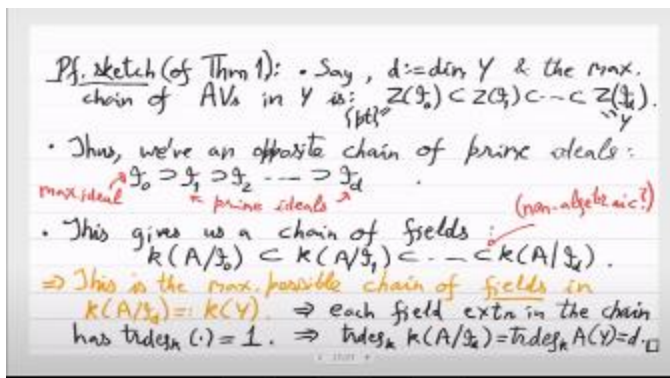 Pf. sketch (of Thm 1): • Say, d := dim Y & the max.
chain of AVs in Y is: Z(𝔮₀) ⊂ Z(𝔮₁) ⊂ -- ⊂ Z(𝔮_d).
{pt}" "Y
• Thus, we've an opposite chain of prime ideals:
𝔮₀ ⊃ 𝔮₁ ⊃ 𝔮₂ ---- ⊃ 𝔮_d
max ideal ↖ prime ideals ↗ (non-algebraic?)
• This gives us a chain of fields:
k(A/𝔮₀) ⊂ k(A/𝔮₁) ⊂ -- ⊂ k(A/𝔮_d).
⇒ This is the max. possible chain of fields in
k(A/𝔮_d) =: k(Y). ⇒ each field extn in the chain
has trdeg_k (·) = 1. ⇒ trdeg_k k(A/𝔮_d) = trdeg_k A(Y) = d. □